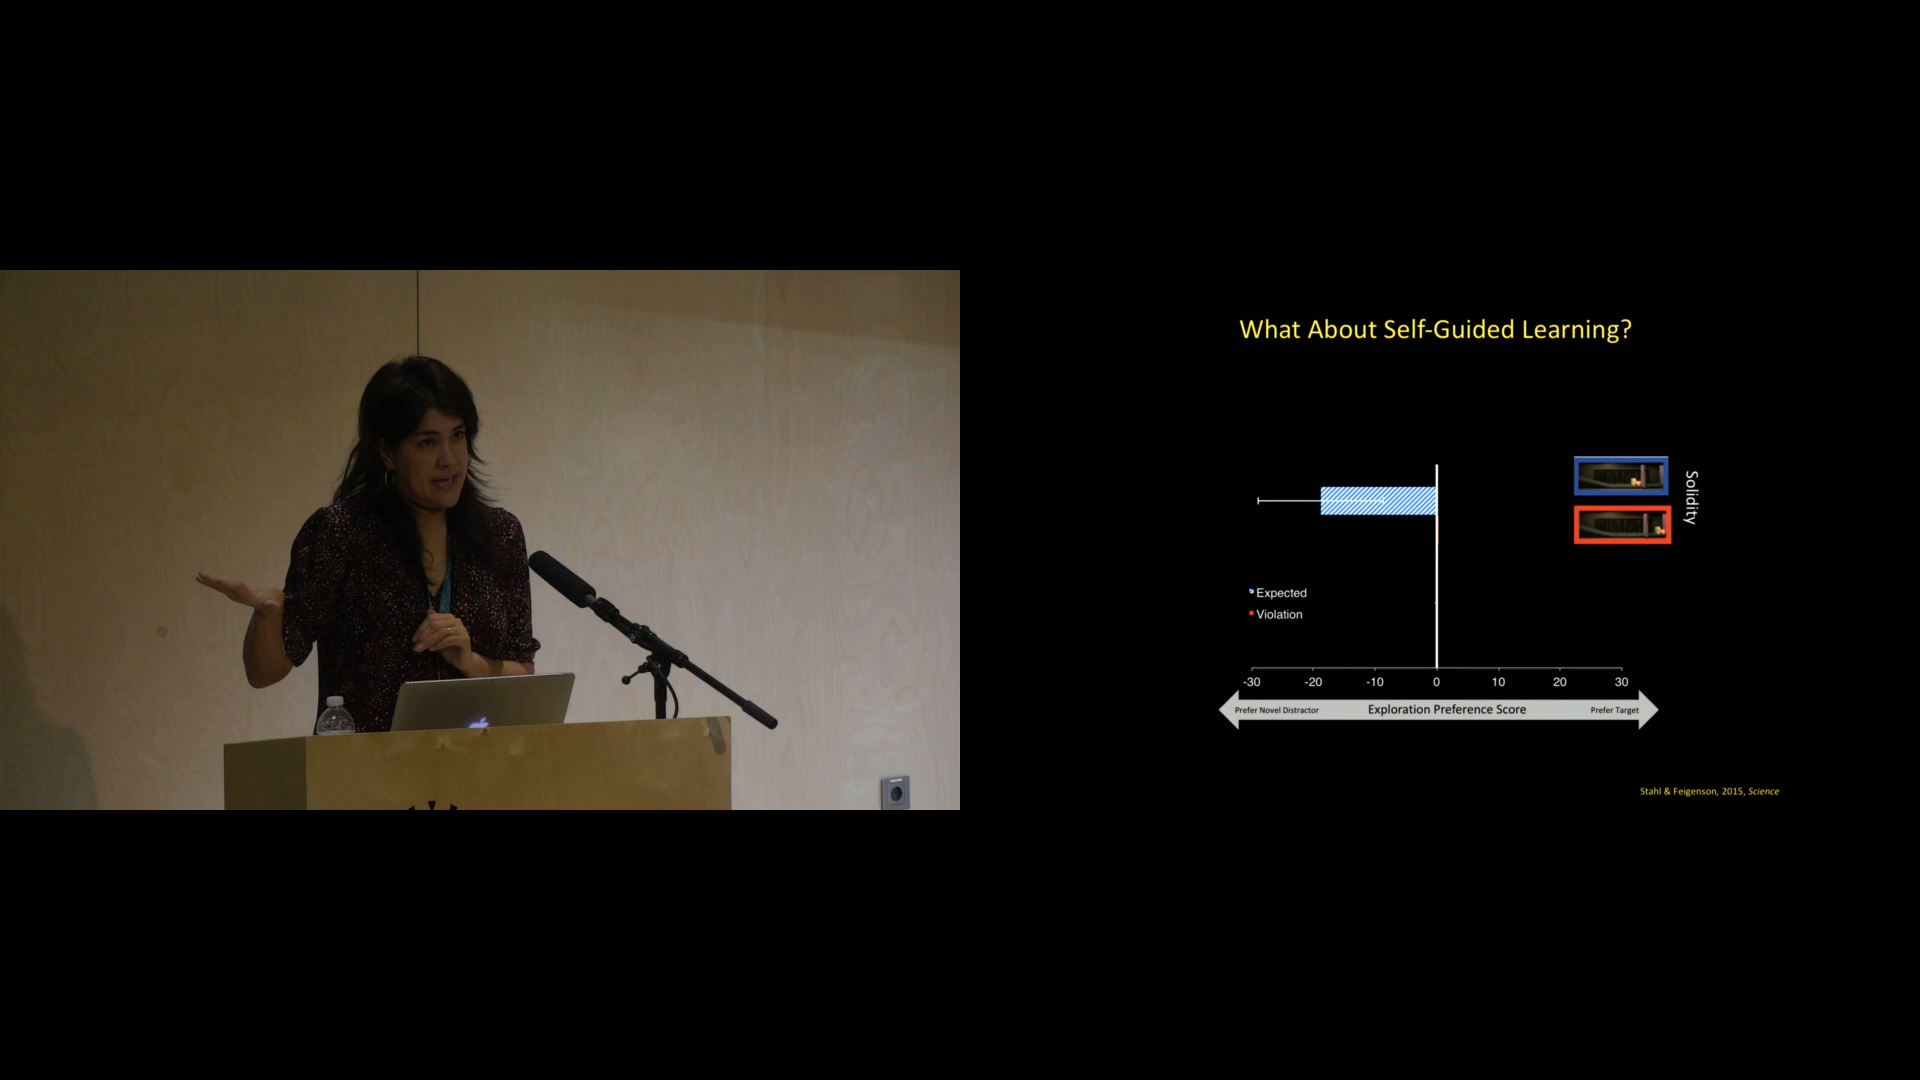 What About Self-Guided Learning?
Solidity
Expected
Violation
-30 -20 -10 0 10 20 30
Prefer Novel Distractor Exploration Preference Score Prefer Target
Stahl & Feigenson, 2015, Science